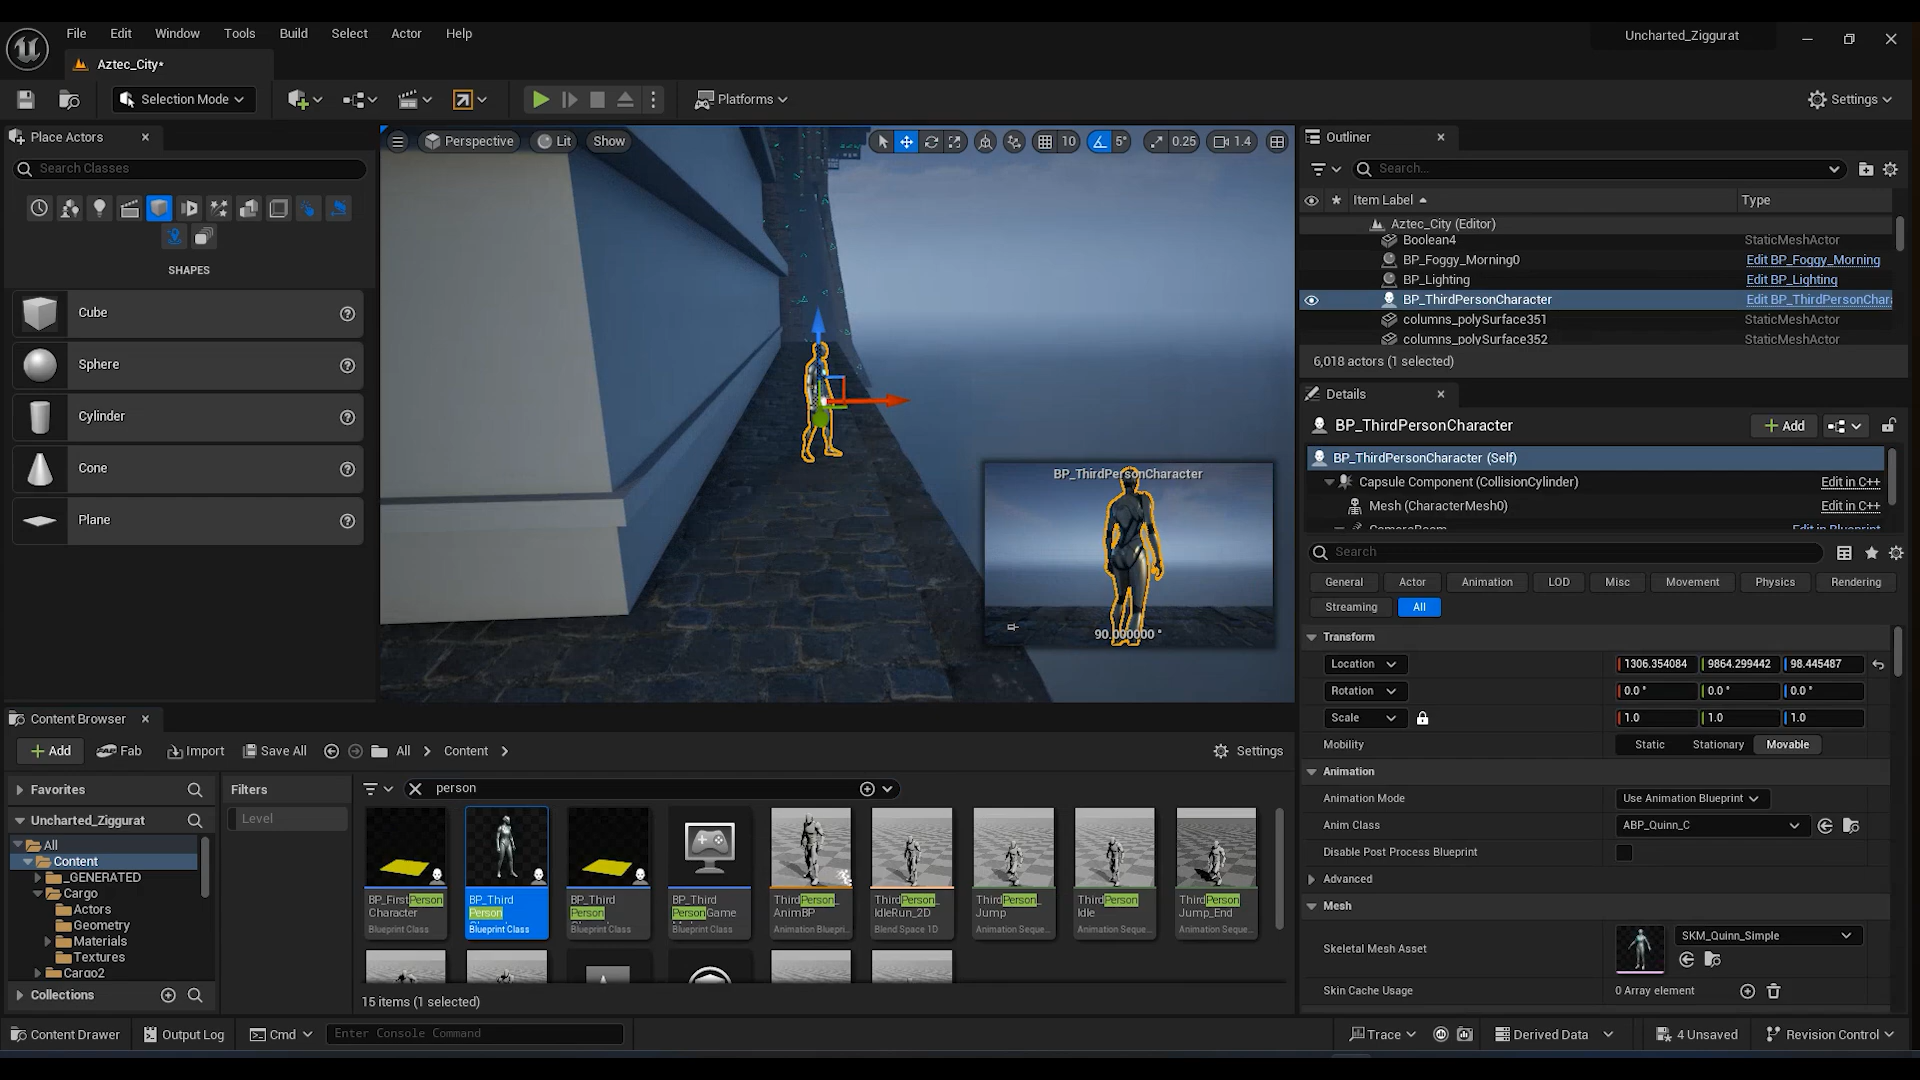 File Edit Window Tools Build Select Actor Help
Uncharted_Ziggurat
Aztec_City*
Selection Mode
Platforms
Settings
Place Actors
Search Classes
SHAPES
Cube
Sphere
Cylinder
Cone
Plane
Perspective Lit Show
10 5° 0.25 1.4
BP_ThirdPersonCharacter
90.000000 °
Outliner
Search...
Item Label Type
Aztec_City (Editor)
Boolean4 StaticMeshActor
BP_Foggy_Morning0 Edit BP_Foggy_Morning
BP_Lighting Edit BP_Lighting
BP_ThirdPersonCharacter Edit BP_ThirdPersonChar
columns_polySurface351 StaticMeshActor
columns_polySurface352 StaticMeshActor
6,018 actors (1 selected)
Details
BP_ThirdPersonCharacter
Add
BP_ThirdPersonCharacter (Self)
Capsule Component (CollisionCylinder) Edit in C++
Mesh (CharacterMesh0) Edit in C++
CameraBoom Edit in Blueprint
Search
General Actor Animation LOD Misc Movement Physics Rendering
Streaming All
Transform
Location 1306.354084 9864.299442 98.445487
Rotation 0.0 ° 0.0 ° 0.0 °
Scale 1.0 1.0 1.0
Mobility Static Stationary Movable
Animation
Animation Mode Use Animation Blueprint
Anim Class ABP_Quinn_C
Disable Post Process Blueprint
Advanced
Mesh
Skeletal Mesh Asset SKM_Quinn_Simple
Skin Cache Usage 0 Array element
Content Browser
Add Fab Import Save All All Content Settings
Favorites
Uncharted_Ziggurat
All
Content
_GENERATED
Cargo
Actors
Geometry
Materials
Textures
Cargo2
Collections
Filters
Level
person
BP_FirstPerson
Character
Blueprint Class
BP_Third
Person
Blueprint Class
BP_Third
Person
Blueprint Class
BP_Third
PersonGame
Blueprint Class
ThirdPerson_
AnimBP
Animation Bluepri...
ThirdPerson_
IdleRun_2D
Blend Space 1D
ThirdPerson_
Jump
Animation Seque...
ThirdPerson
Idle
Animation Seque...
ThirdPerson
Jump_End
Animation Seque...
15 items (1 selected)
Content Drawer Output Log Cmd Enter Console Command
Trace Derived Data 4 Unsaved Revision Control